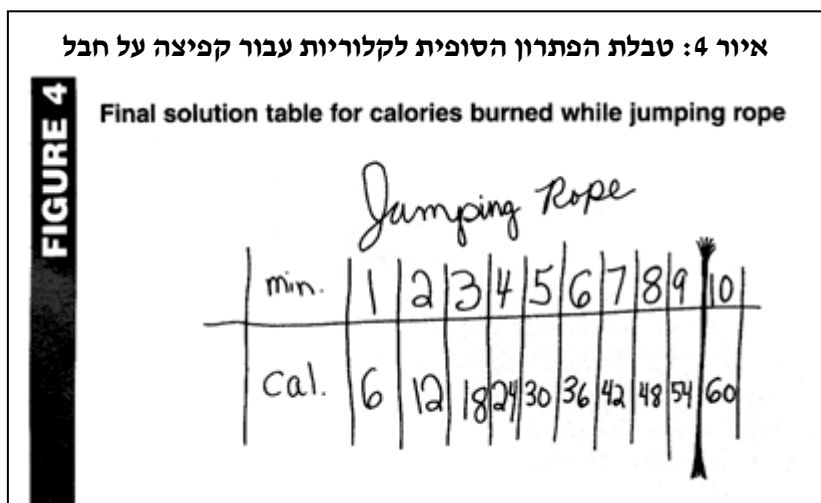 איור 4: טבלת הפתרון הסופית לקלוריות עבור קפיצה על חבל
FIGURE 4
Final solution table for calories burned while jumping rope
Jumping Rope
min. 1 2 3 4 5 6 7 8 9 10
Cal. 6 12 18 24 30 36 42 48 54 60